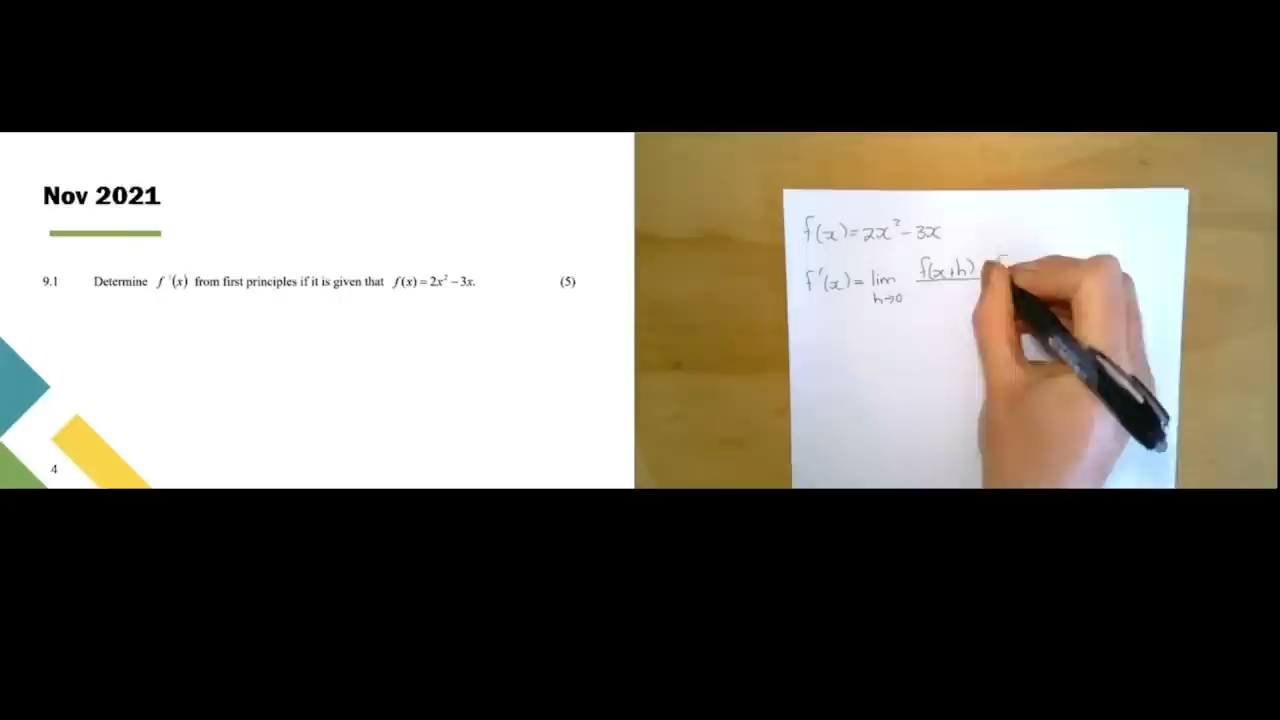 Nov 2021
9.1 Determine f '(x) from first principles if it is given that f(x) = 2x² − 3x. (5)
4
f(x) = 2x² − 3x
f'(x) = lim f(x+h)
h→0